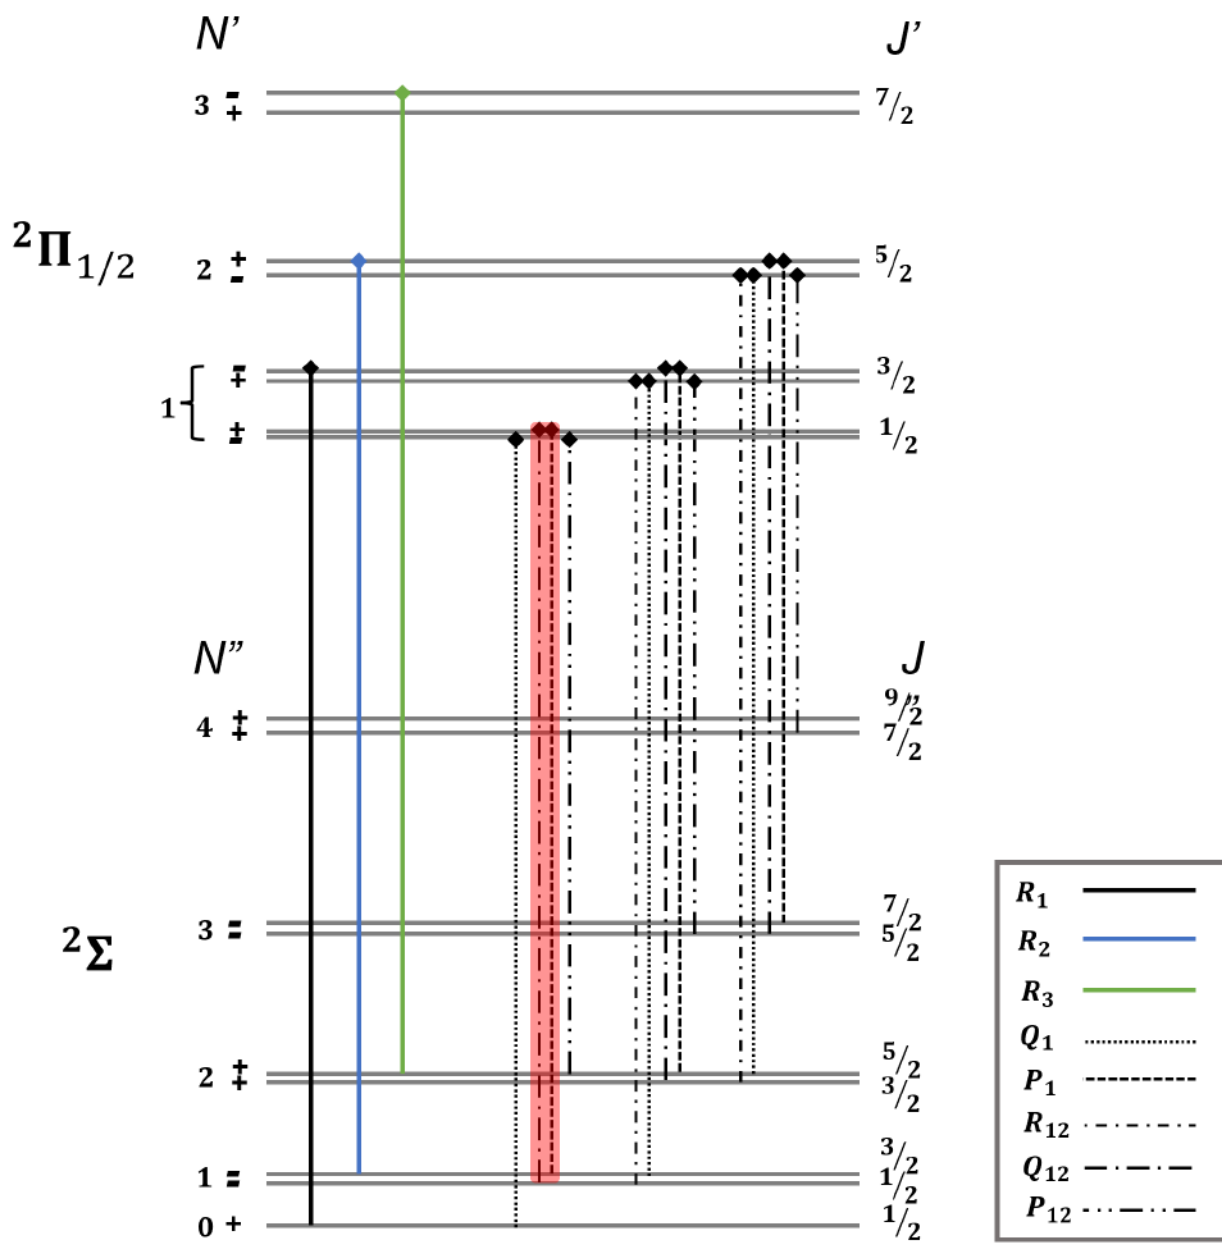 N’ J’
3 - + 7/2
²Π1/2
2 + - 5/2
1 - + 3/2
+ - 1/2
N” J”
4 + + 9/2 7/2
²Σ
3 - - 7/2 5/2
2 + + 5/2 3/2
1 - - 3/2 1/2
0 + 1/2
R1
R2
R3
Q1
P1
R12
Q12
P12